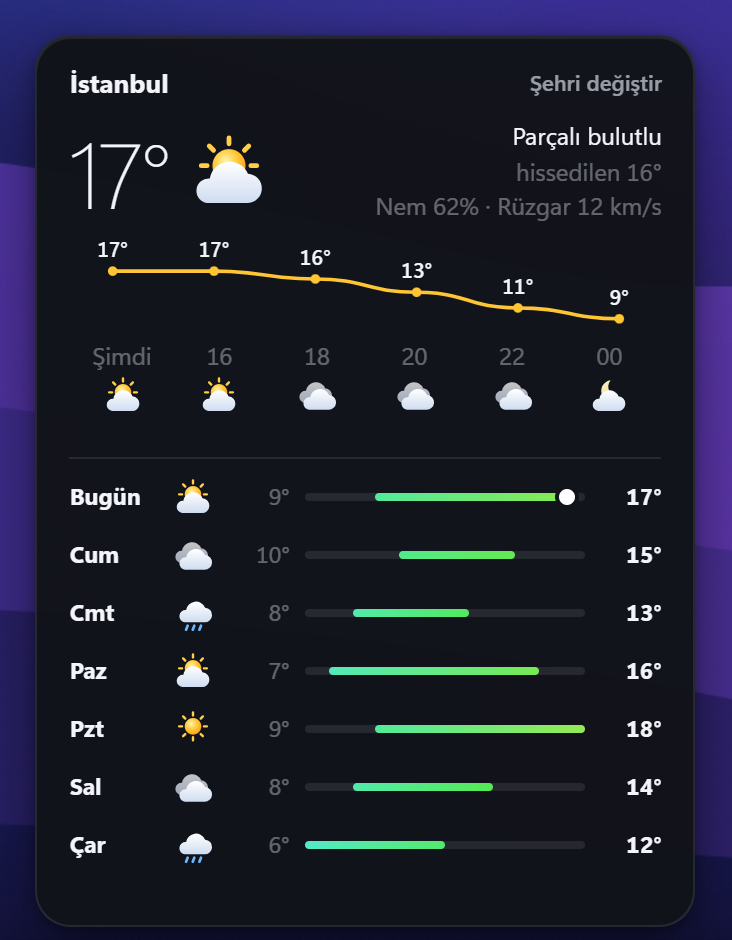 İstanbul
Şehri değiştir
17°
Parçalı bulutlu
hissedilen 16°
Nem 62% · Rüzgar 12 km/s
17° 17° 16° 13° 11° 9°
Şimdi 16 18 20 22 00
Bugün 9° 17°
Cum 10° 15°
Cmt 8° 13°
Paz 7° 16°
Pzt 9° 18°
Sal 8° 14°
Çar 6° 12°